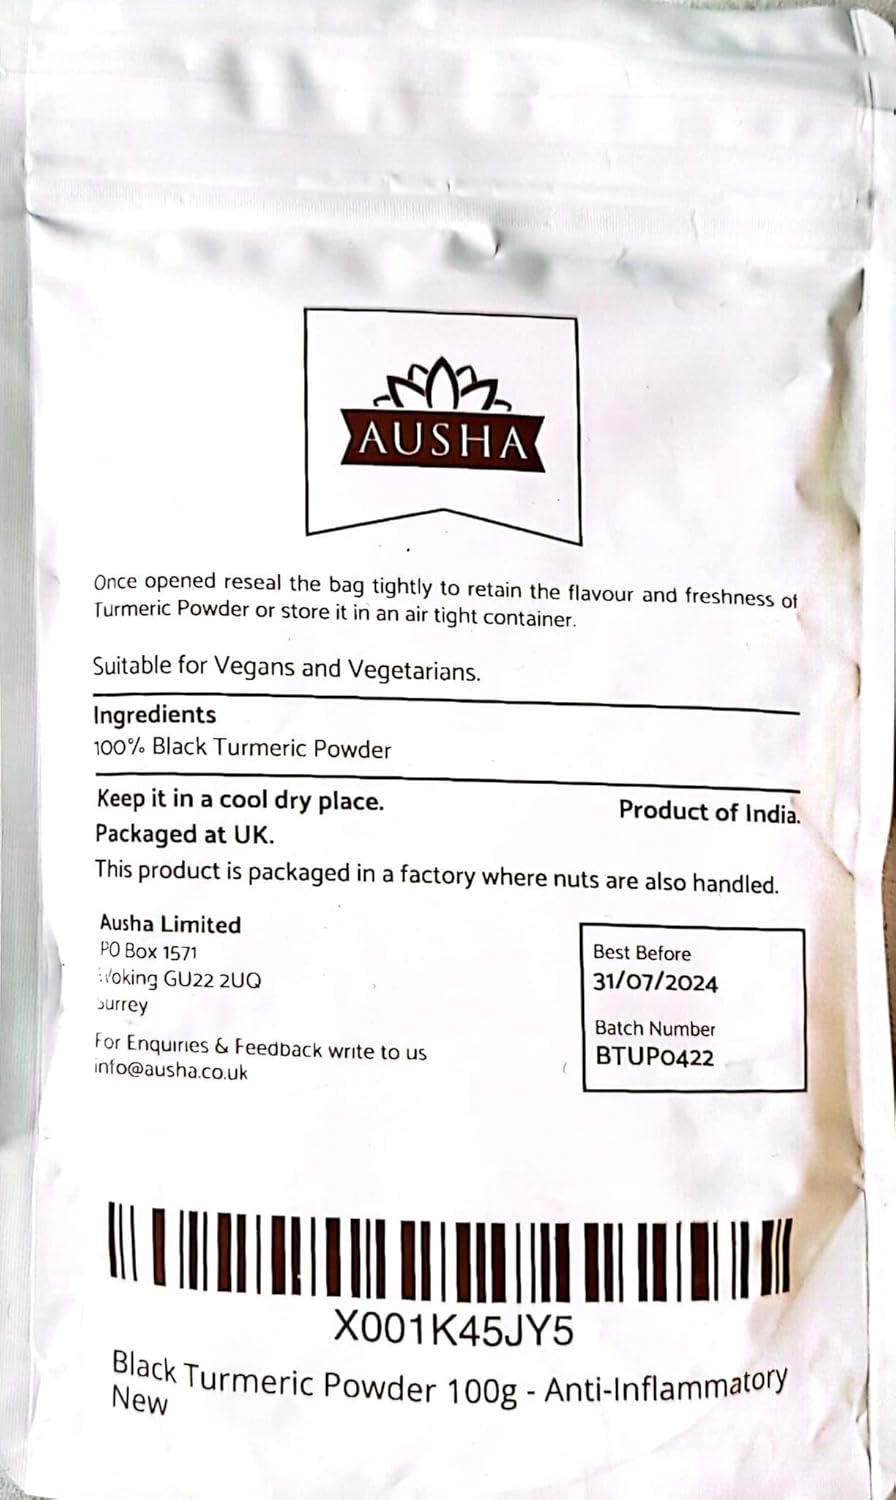 AUSHA
Once opened reseal the bag tightly to retain the flavour and freshness of
Turmeric Powder or store it in an air tight container.
Suitable for Vegans and Vegetarians.
Ingredients
100% Black Turmeric Powder
Keep it in a cool dry place.
Product of India.
Packaged at UK.
This product is packaged in a factory where nuts are also handled.
Ausha Limited
PO Box 1571
Woking GU22 2UQ
Surrey
For Enquiries & Feedback write to us
info@ausha.co.uk
Best Before
31/07/2024
Batch Number
BTUP0422
X001K45JY5
Black Turmeric Powder 100g - Anti-Inflammatory
New